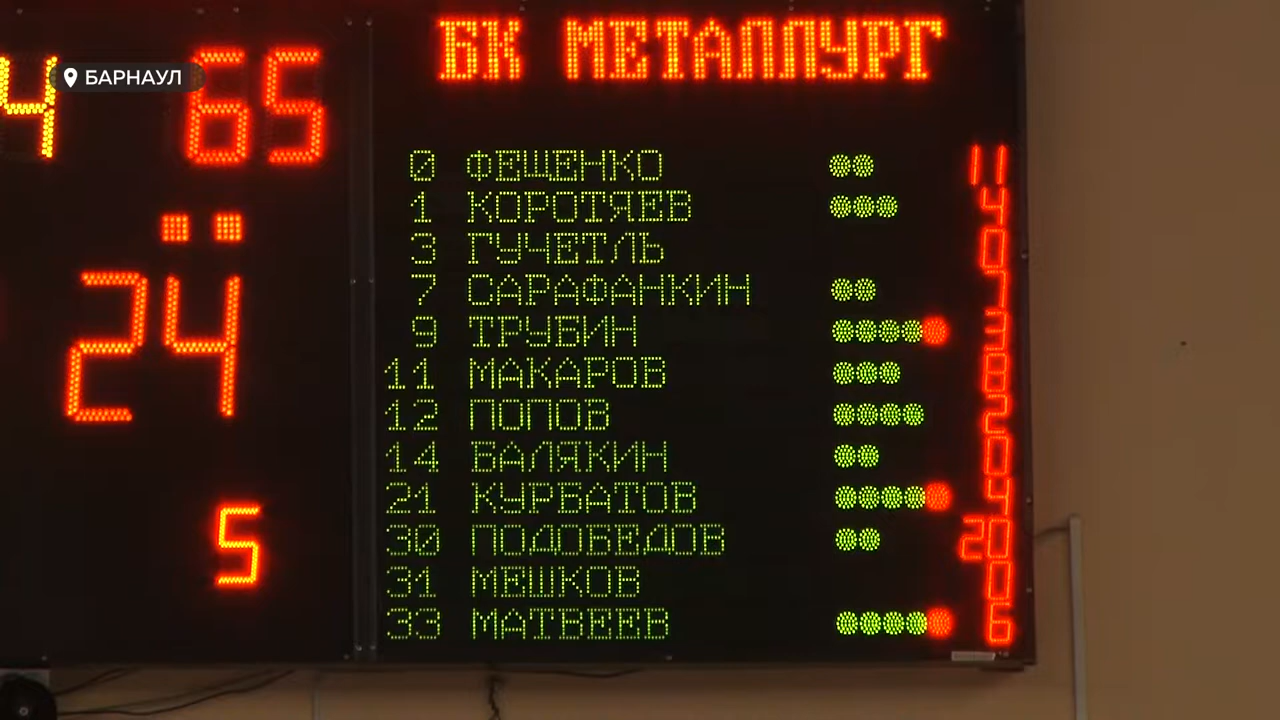 БАРНАУЛ
4 65
24
5
БК МЕТАЛЛУРГ
0 ФЕЩЕНКО 11
1 КОРОТЯЕВ 4
3 ГУЧЕТЛЬ 0
7 САРАФАНКИН
9 ТРУБИН 3
11 МАКАРОВ 8
12 ПОПОВ 2
14 БАЛЯКИН 0
21 КУРБАТОВ
30 ПОДОБЕДОВ 20
31 МЕШКОВ 0
33 МАТВЕЕВ 6